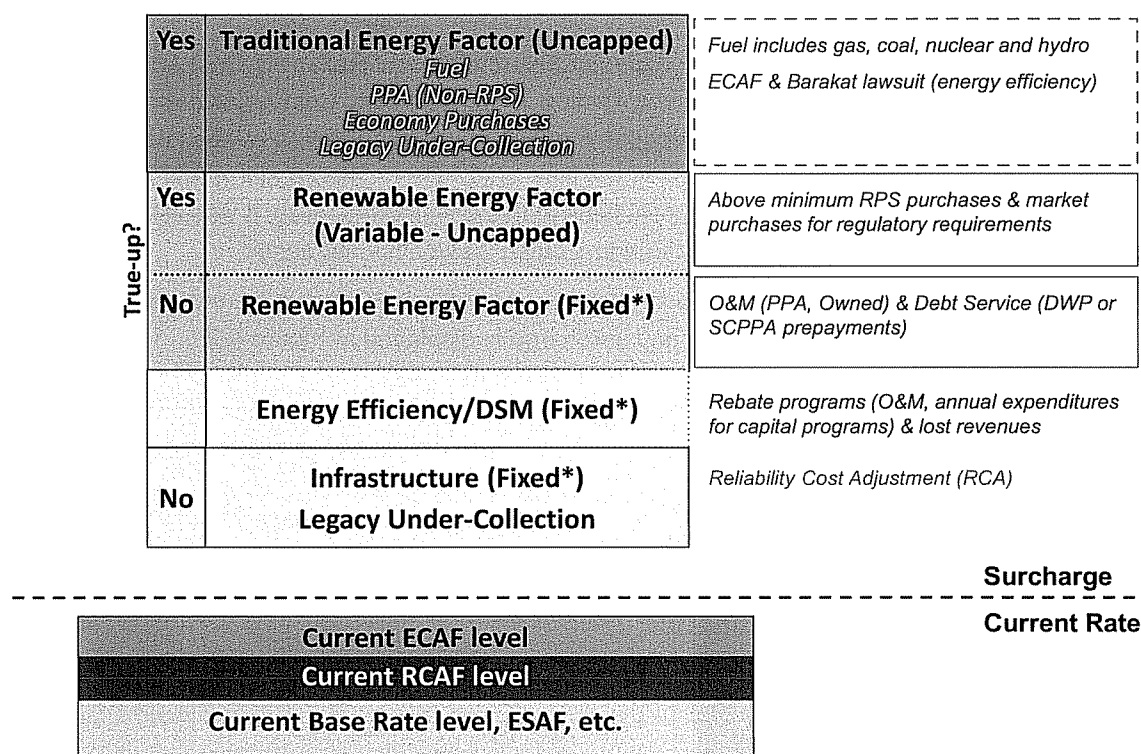 Yes Traditional Energy Factor (Uncapped)
Fuel
PPA (Non-RPS)
Economy Purchases
Legacy Under-Collection
Fuel includes gas, coal, nuclear and hydro
ECAF & Barakat lawsuit (energy efficiency)
True-up?
Yes Renewable Energy Factor
(Variable - Uncapped)
Above minimum RPS purchases & market
purchases for regulatory requirements
No Renewable Energy Factor (Fixed*)
O&M (PPA, Owned) & Debt Service (DWP or
SCPPA prepayments)
Energy Efficiency/DSM (Fixed*)
Rebate programs (O&M, annual expenditures
for capital programs) & lost revenues
No Infrastructure (Fixed*)
Legacy Under-Collection
Reliability Cost Adjustment (RCA)
Surcharge
Current Rate
Current ECAF level
Current RCAF level
Current Base Rate level, ESAF, etc.